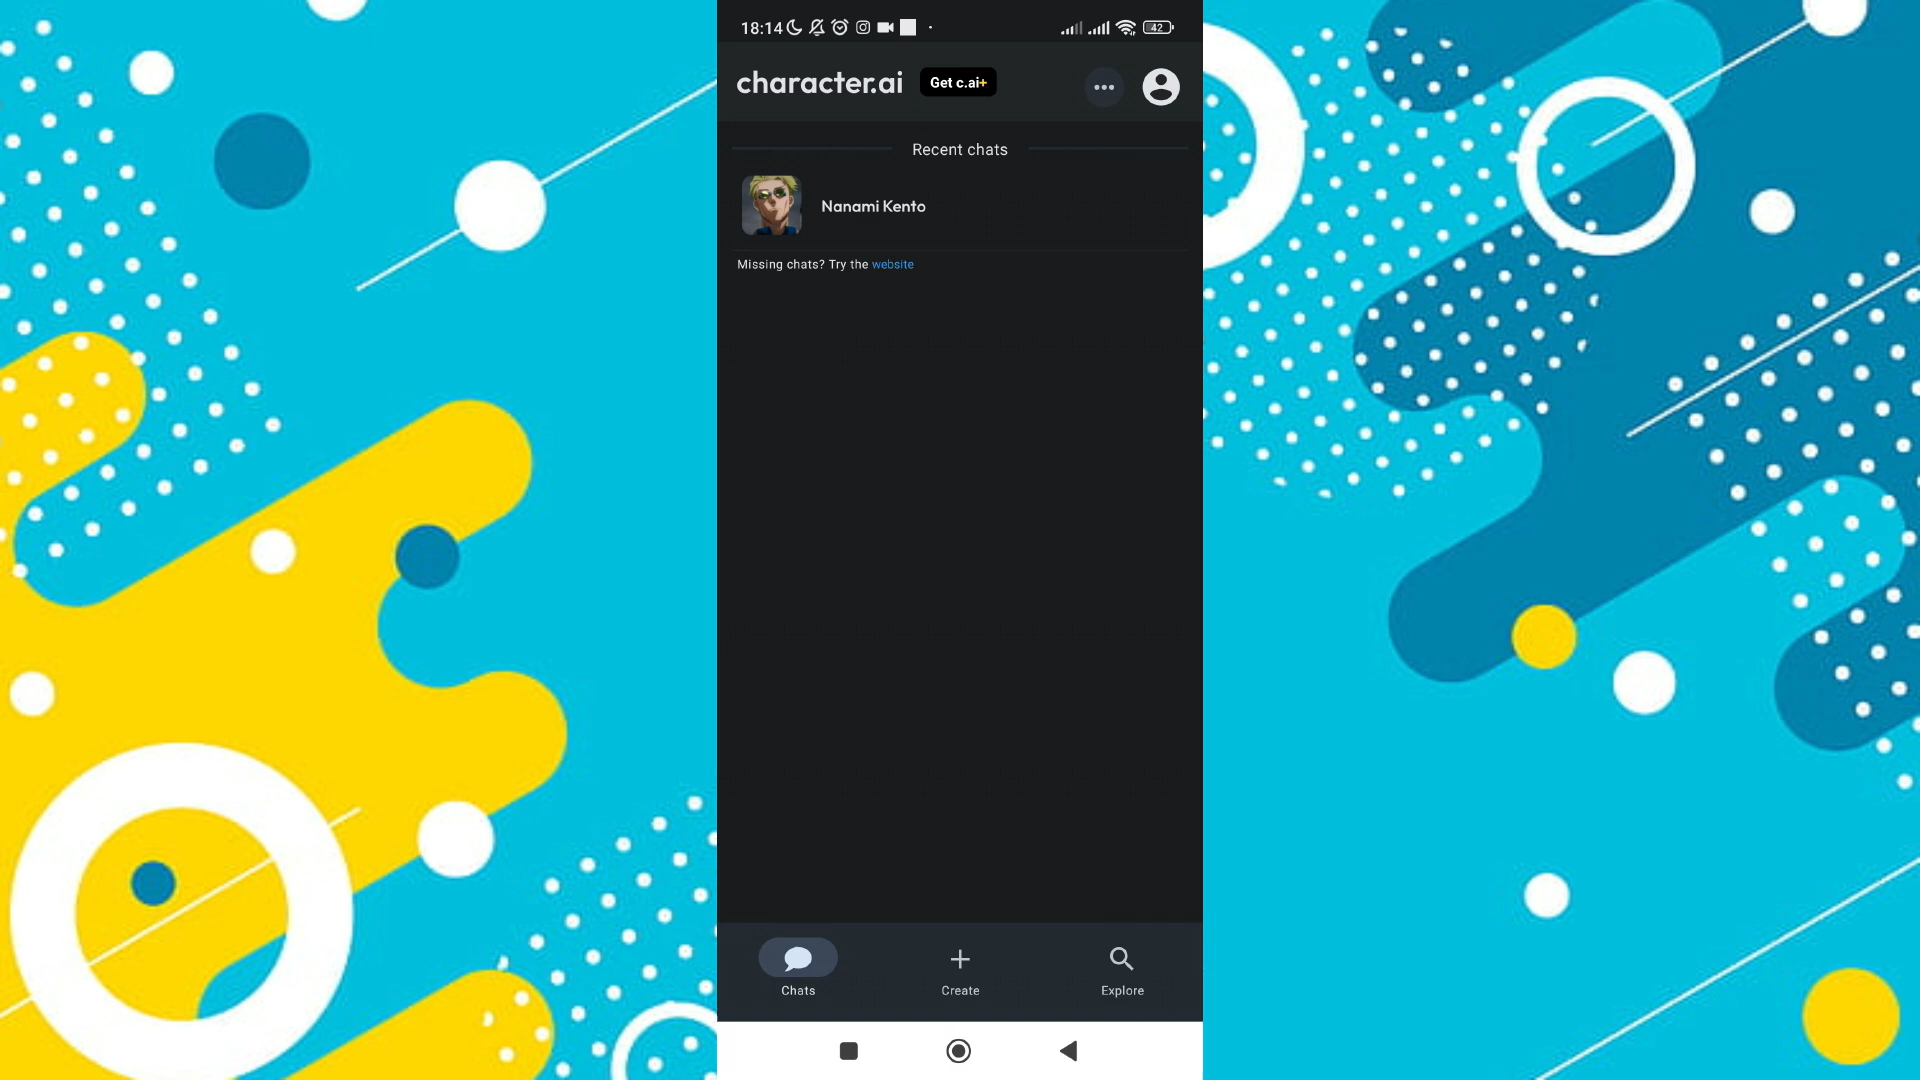 18:14
42
character.ai
Get c.ai+
Recent chats
Nanami Kento
Missing chats? Try the website
Chats
Create
Explore